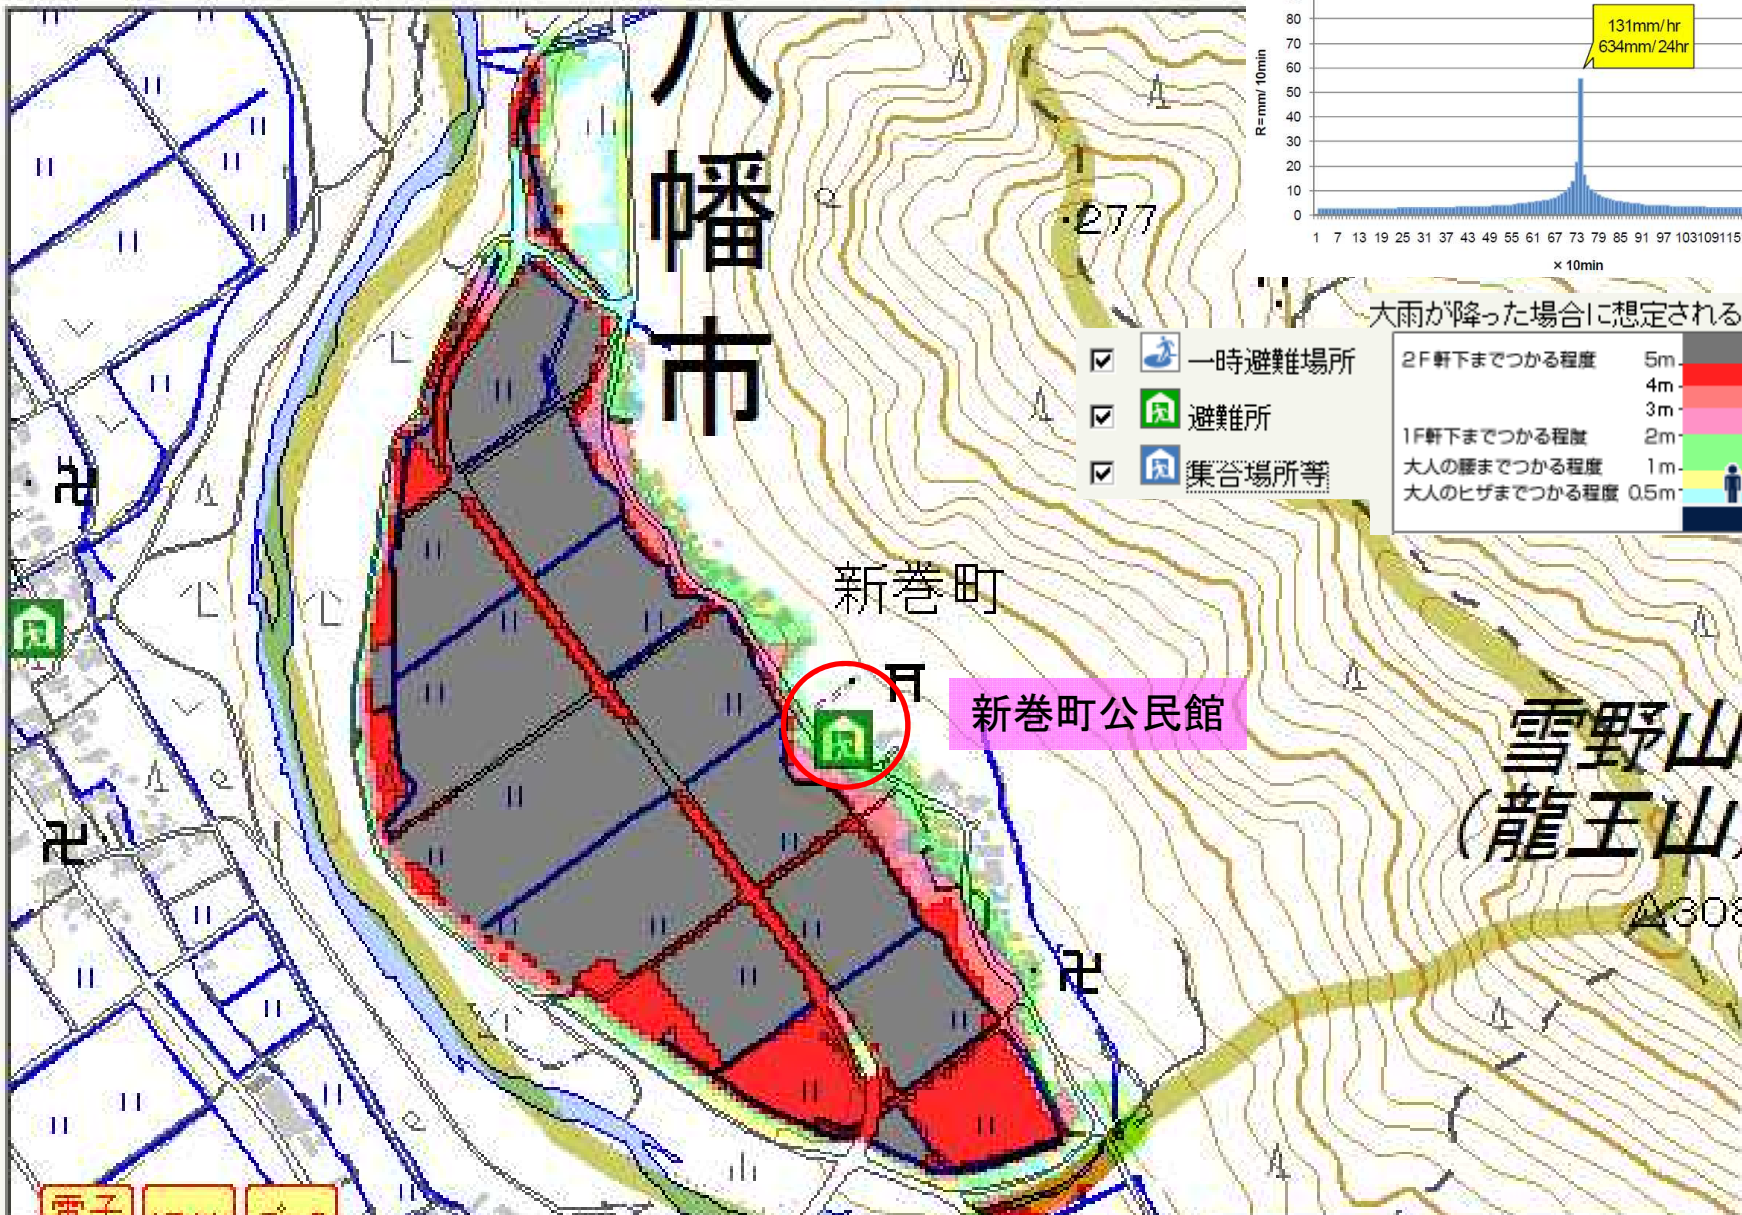 八幡市
・277
新巻町
新巻町公民館
雪野山
(龍王山)
308
80
70
60
50
40
30
20
10
0
R=mm/10min
131mm/hr
634mm/24hr
1 7 13 19 25 31 37 43 49 55 61 67 73 79 85 91 97 103109115
×10min
一時避難場所
避難所
集合場所等
大雨が降った場合に想定される
2F軒下までつかる程度 5m
4m
3m
1F軒下までつかる程度 2m
大人の腰までつかる程度 1m
大人のヒザまでつかる程度 0.5m
電子